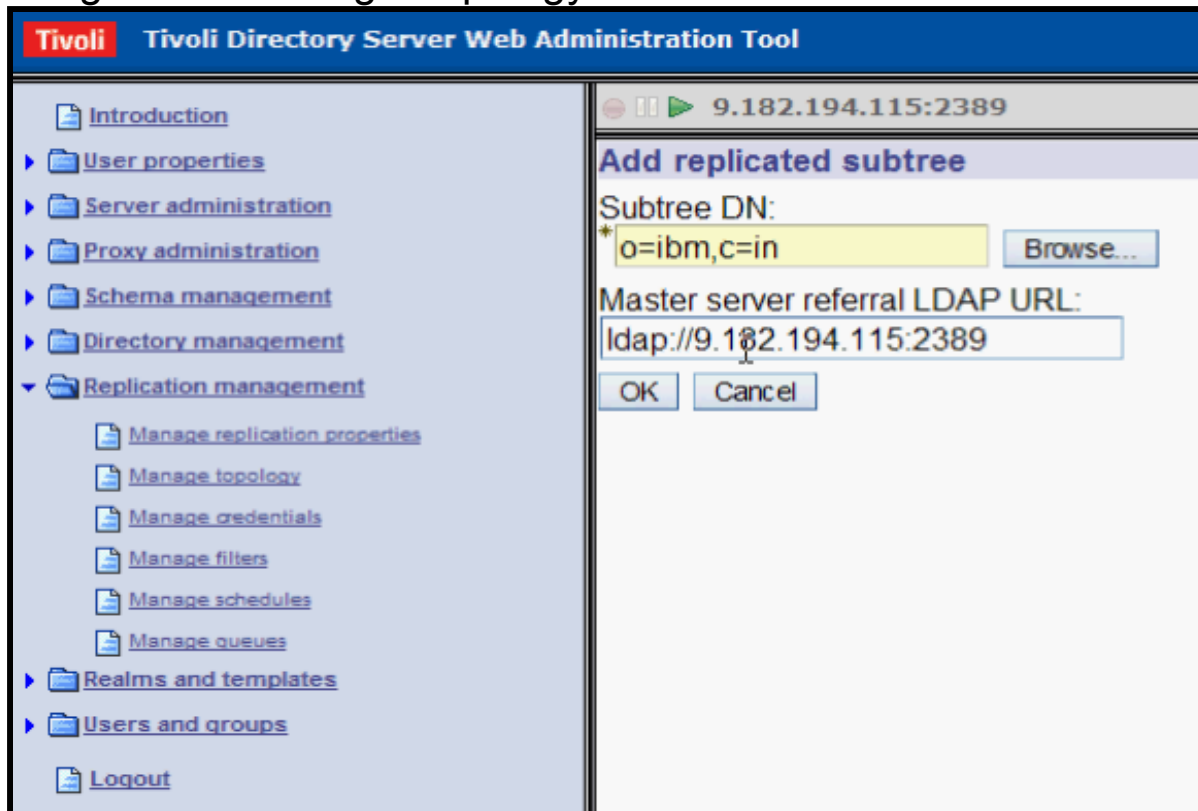 Tivoli Tivoli Directory Server Web Administration Tool
Introduction
User properties
Server administration
Proxy administration
Schema management
Directory management
Replication management
Manage replication properties
Manage topology
Manage credentials
Manage filters
Manage schedules
Manage queues
Realms and templates
Users and groups
Logout
9.182.194.115:2389
Add replicated subtree
Subtree DN:
* o=ibm,c=in Browse...
Master server referral LDAP URL:
ldap://9.182.194.115:2389
OK Cancel